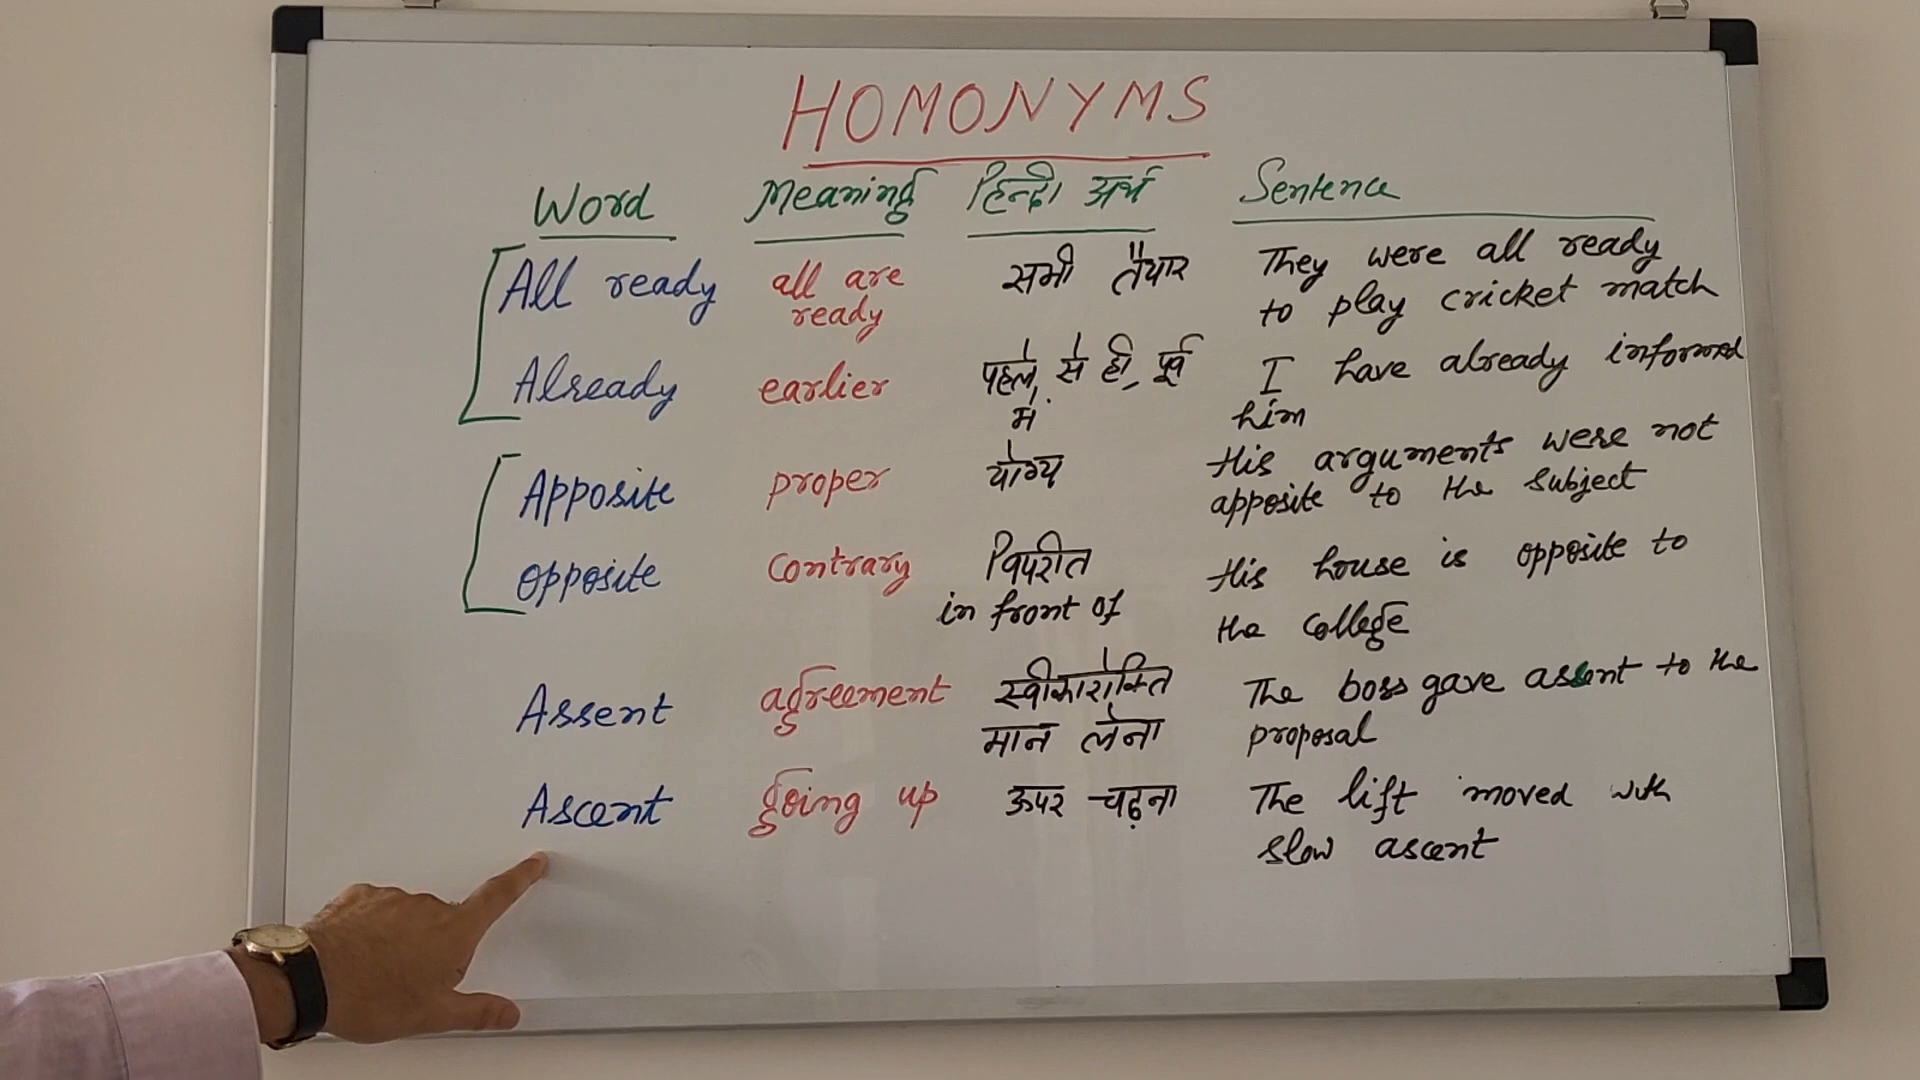 HOMONYMS
Word Meaning हिन्दी अर्थ Sentence
All ready all are ready सभी तैयार They were all ready
to play cricket match
Already earlier पहले से ही, पूर्व में I have already informed
him
Apposite proper योग्य His arguments were not
apposite to the subject
opposite contrary विपरीत His house is opposite to
in front of the college
Assent agreement स्वीकारोक्ति The boss gave assent to the
मान लेना proposal
Ascent going up ऊपर चढ़ना The lift moved with
slow ascent